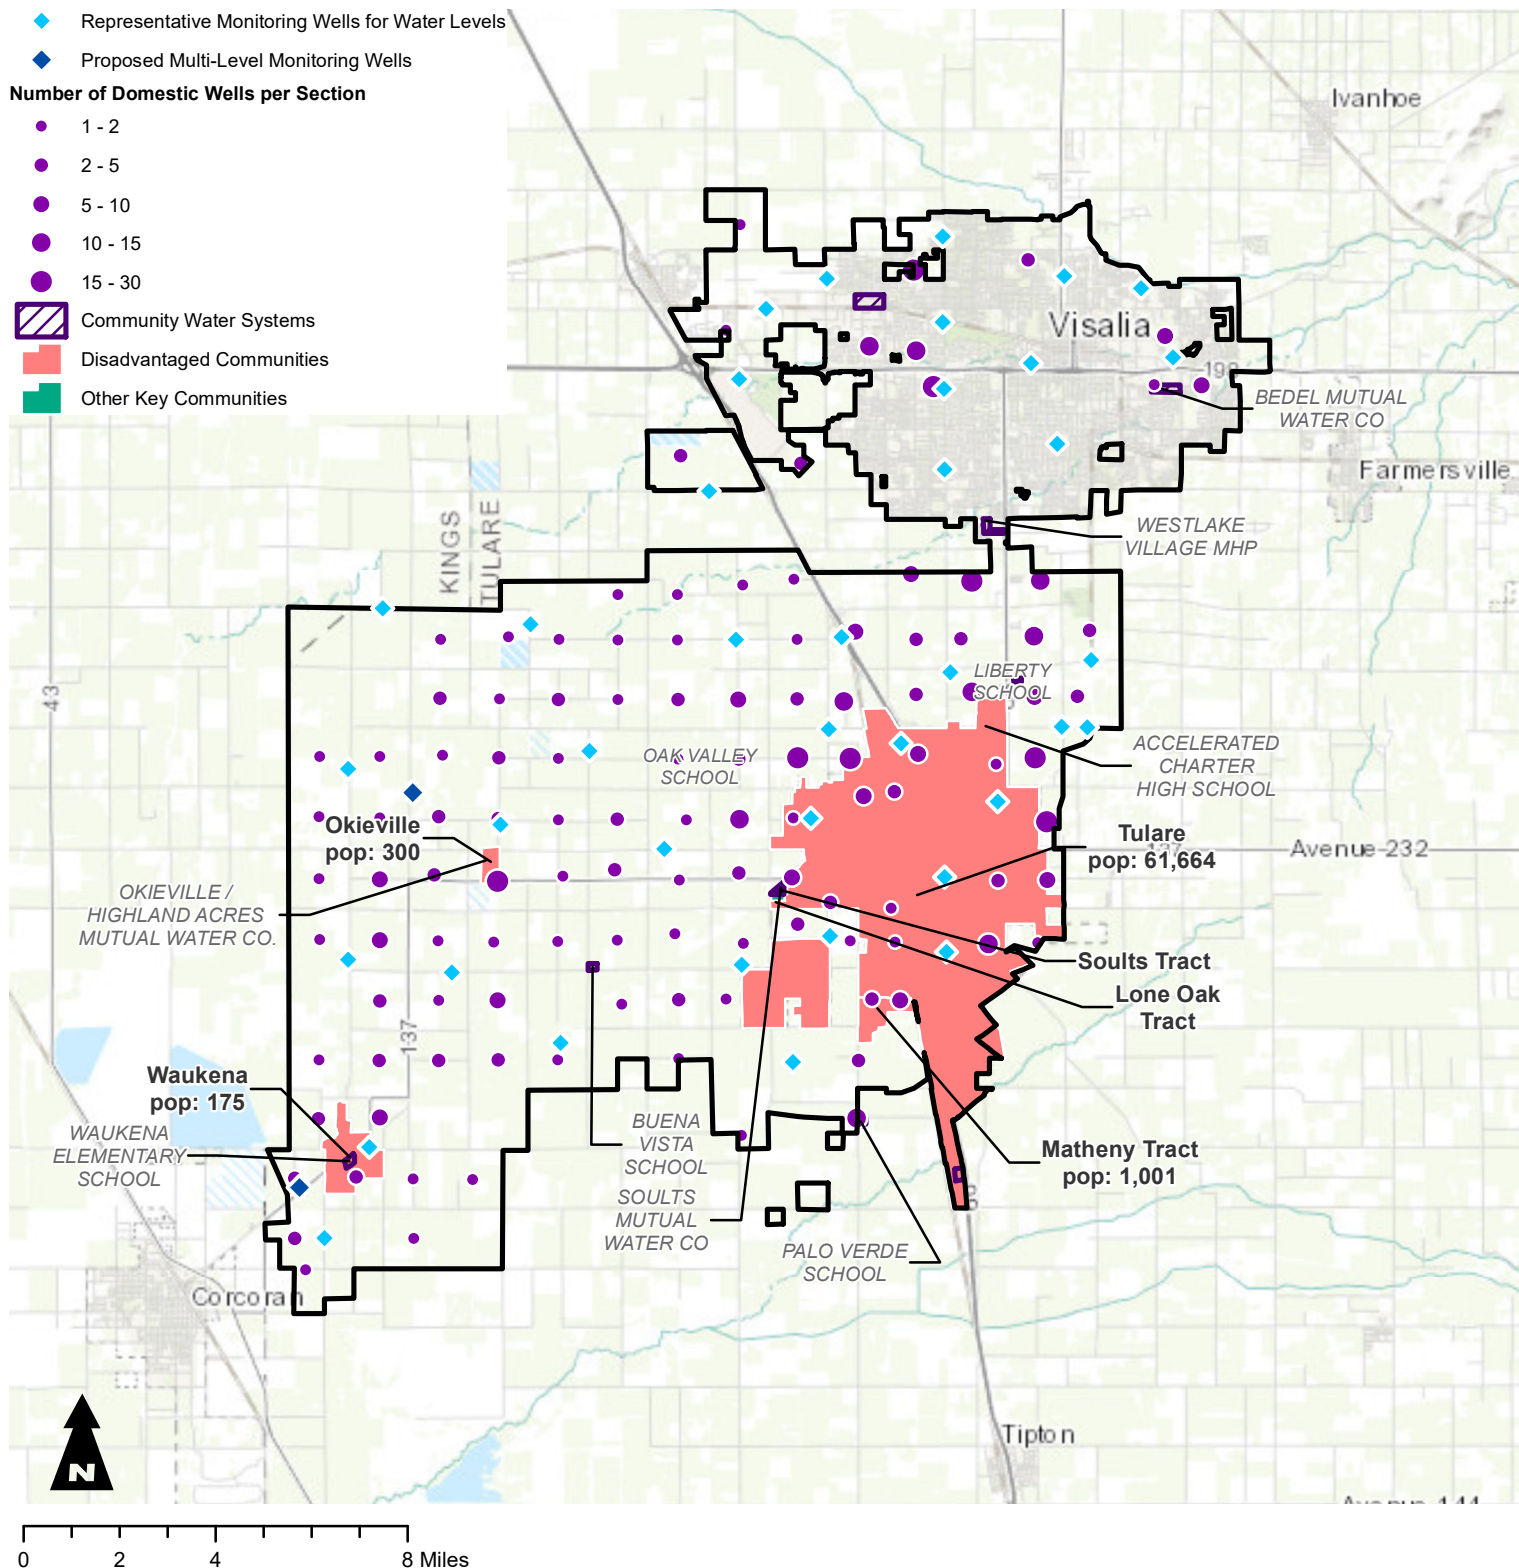 Representative Monitoring Wells for Water Levels
Proposed Multi-Level Monitoring Wells
Number of Domestic Wells per Section
1 - 2
2 - 5
5 - 10
10 - 15
15 - 30
Community Water Systems
Disadvantaged Communities
Other Key Communities
Ivanhoe
Visalia
198
BEDEL MUTUAL
WATER CO
Farmersville
WESTLAKE
VILLAGE MHP
KINGS
TULARE
43
LIBERTY
SCHOOL
OAK VALLEY
SCHOOL
ACCELERATED
CHARTER
HIGH SCHOOL
Okieville
pop: 300
Tulare
pop: 61,664
137
Avenue 232
OKIEVILLE /
HIGHLAND ACRES
MUTUAL WATER CO.
Soults Tract
Lone Oak
Tract
137
Waukena
pop: 175
WAUKENA
ELEMENTARY
SCHOOL
BUENA
VISTA
SCHOOL
Matheny Tract
pop: 1,001
SOULTS
MUTUAL
WATER CO
PALO VERDE
SCHOOL
Corcoran
Tipton
Avenue 144
N
0 2 4 8 Miles